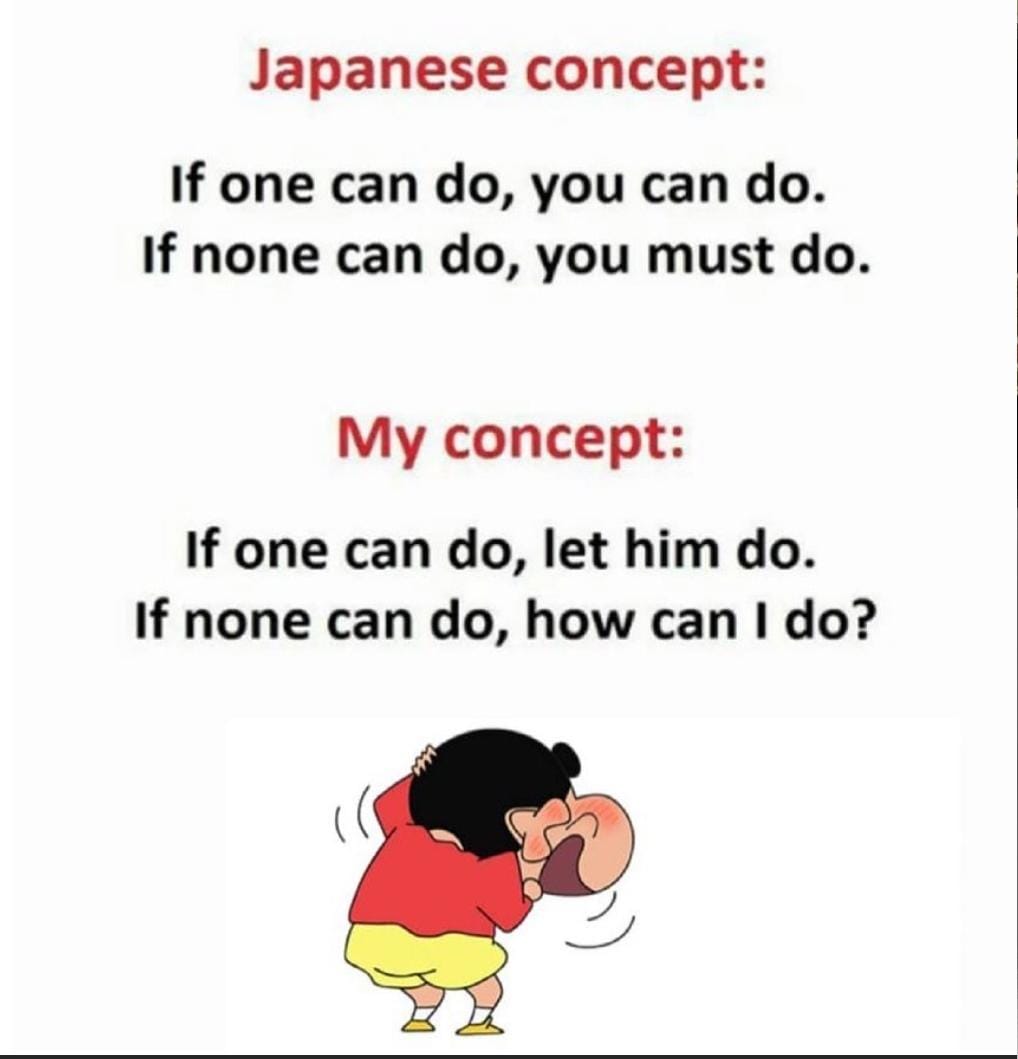 Japanese concept:
If one can do, you can do.
If none can do, you must do.
My concept:
If one can do, let him do.
If none can do, how can I do?